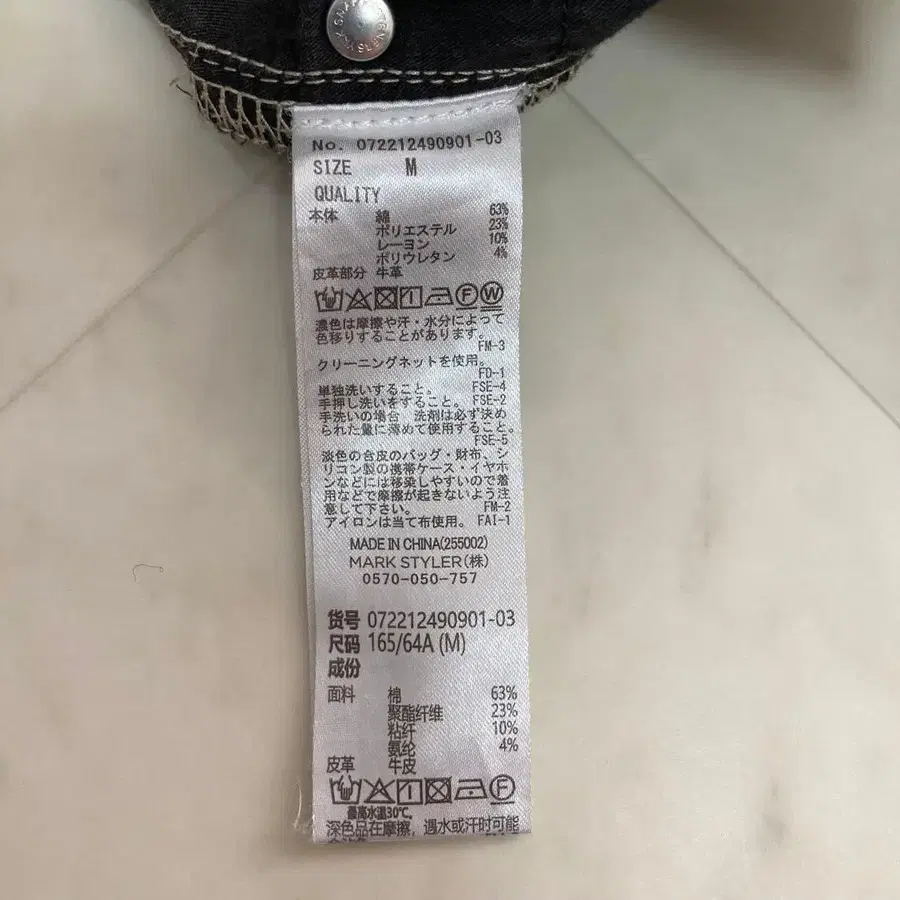 No. 072212490901-03
SIZE M
QUALITY
本体 綿 63%
ポリエステル 23%
レーヨン 10%
ポリウレタン 4%
皮革部分 牛革
F W
濃色は摩擦や汗・水分によって
色移りすることがあります。
FM-3
クリーニングネットを使用。
FD-1
単独洗いすること。 FSE-4
手押し洗いをすること。 FSE-2
手洗いの場合 洗剤は必ず決め
られた量に薄めて使用すること。
FSE-5
淡色の合皮のバッグ・財布、シ
リコン製の携帯ケース・イヤホ
ンなどには移染しやすいので着
用などで摩擦が起きないよう注
意して下さい。 FM-2
アイロンは当て布使用。 FAI-1
MADE IN CHINA(255002)
MARK STYLER(株)
0570-050-757
货号 072212490901-03
尺码 165/64A (M)
成份
面料 棉 63%
聚酯纤维 23%
粘纤 10%
氨纶 4%
皮革 牛皮
F
最高水温30℃。
深色品在摩擦，遇水或汗时可能